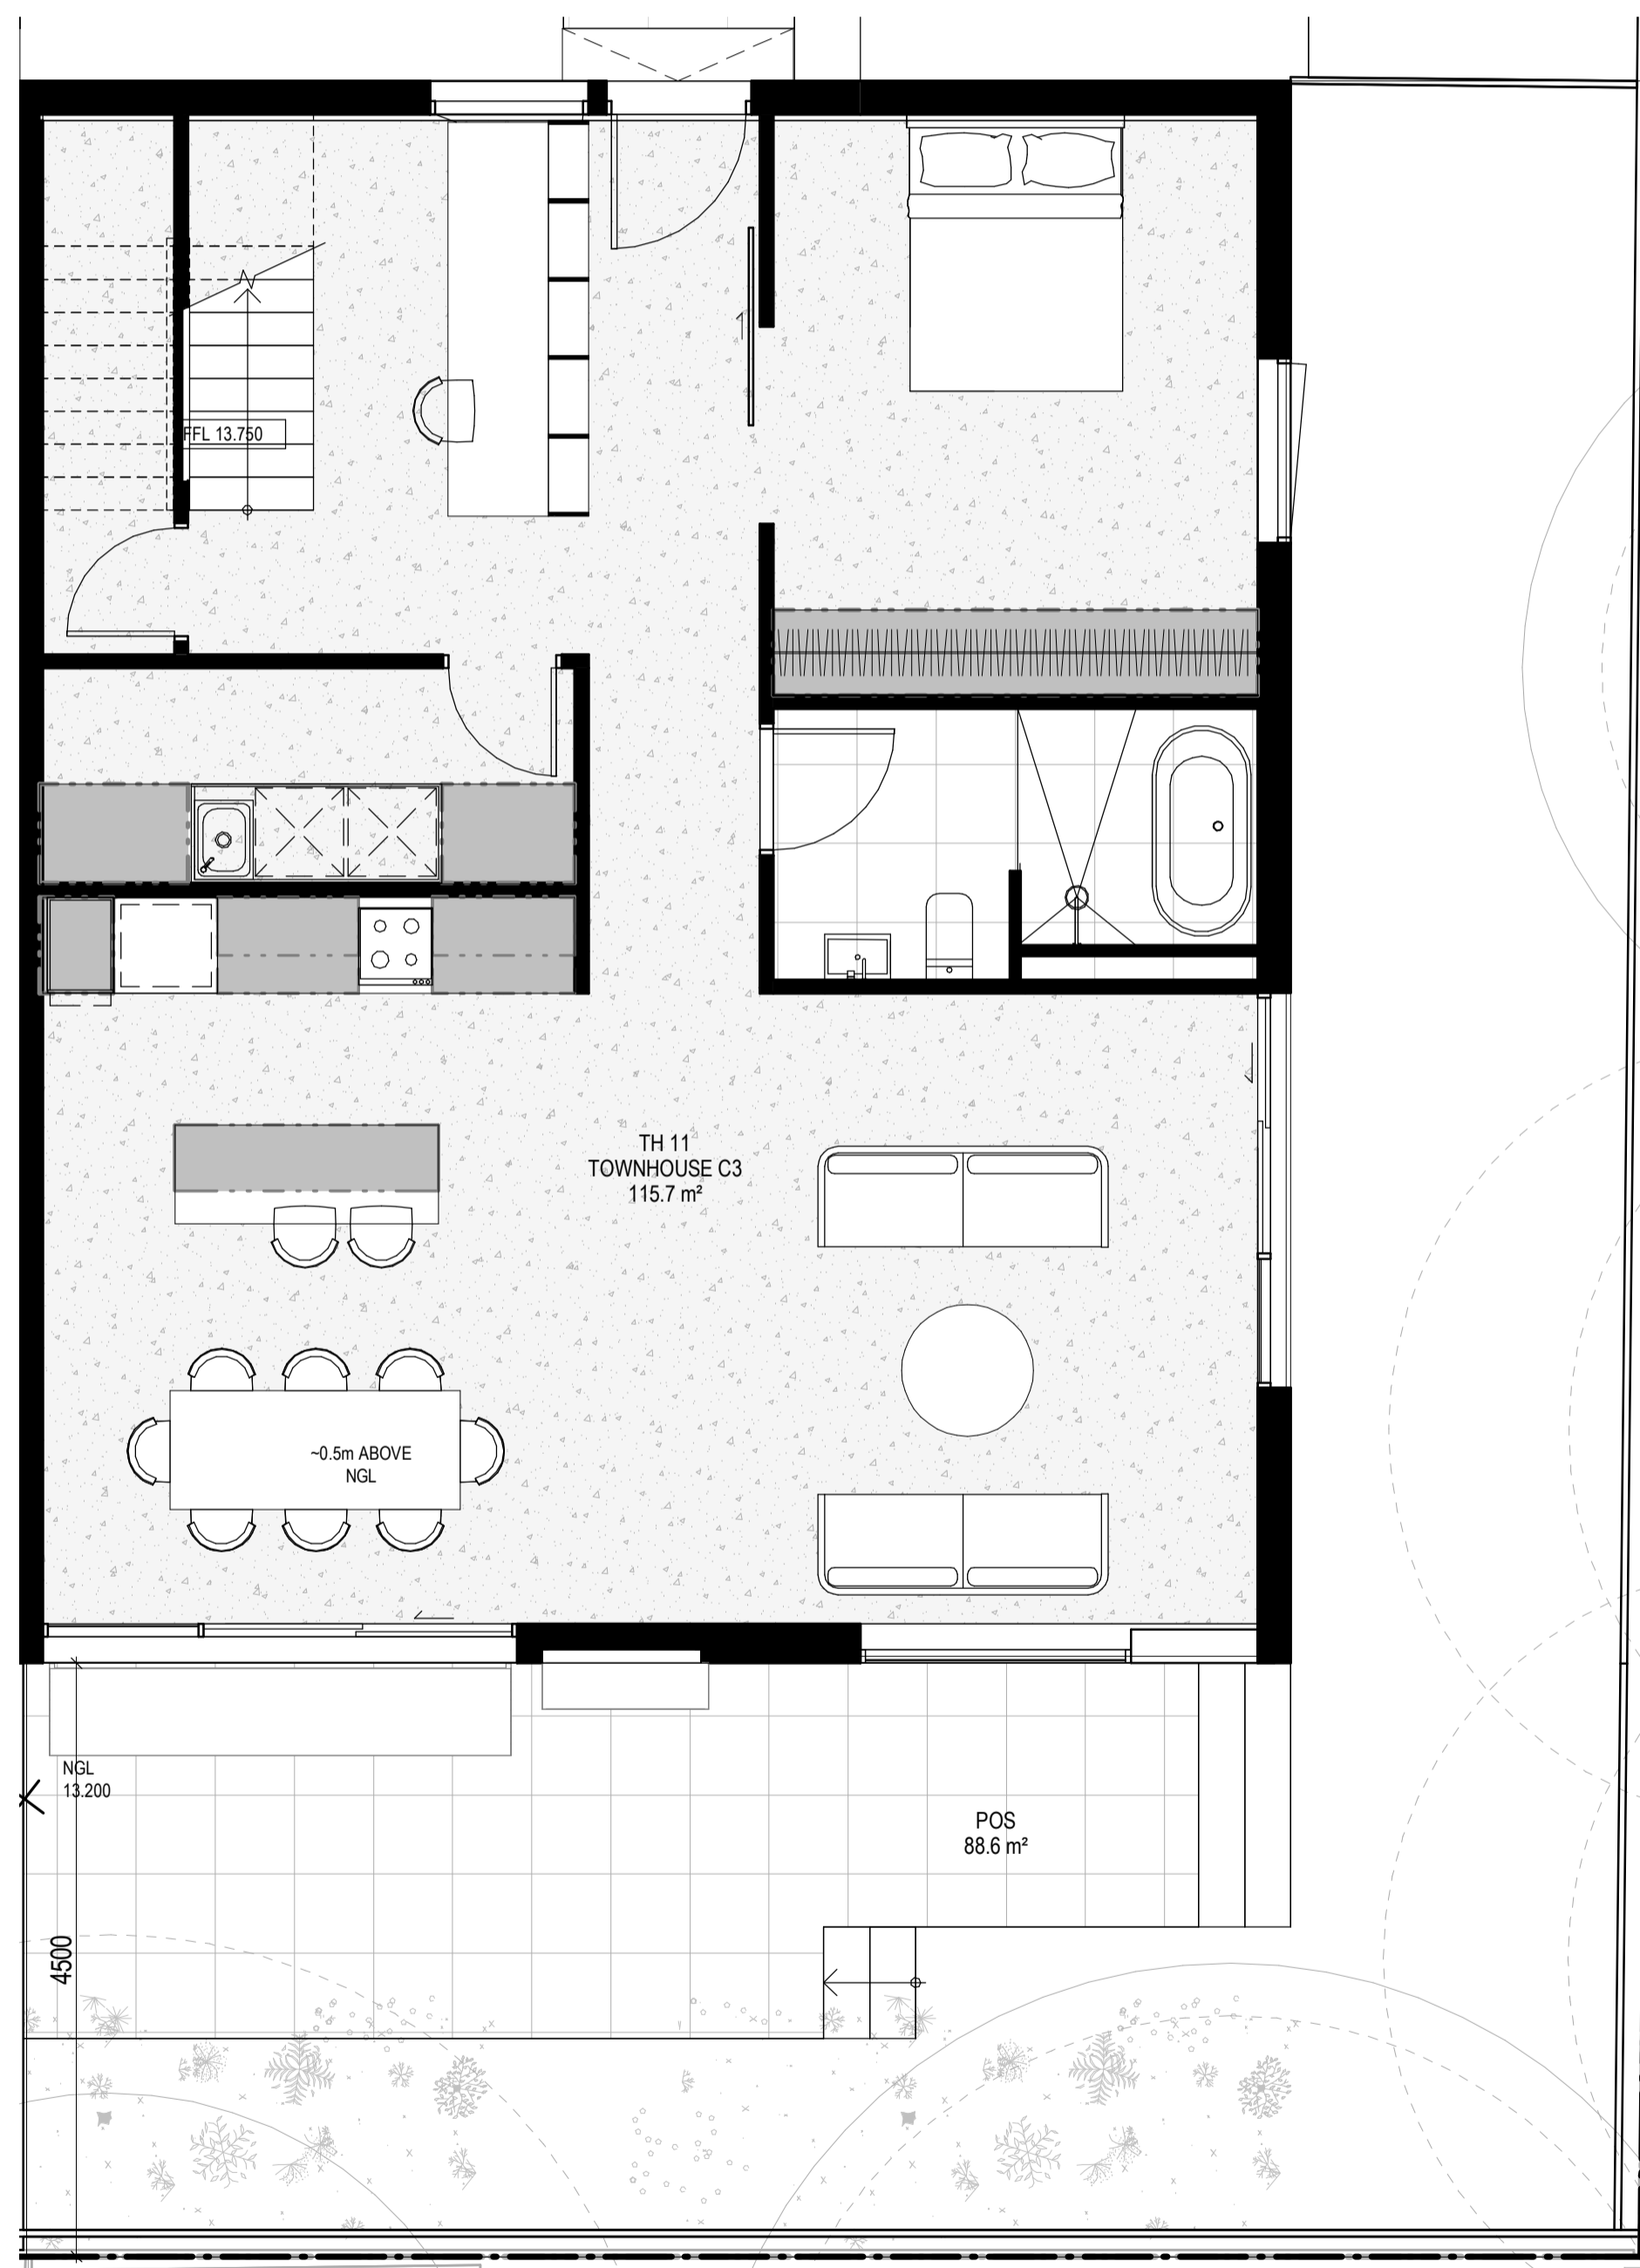 FFL 13.750
TH 11
TOWNHOUSE C3
115.7 m²
~0.5m ABOVE
NGL
NGL
13.200
POS
88.6 m²
4500